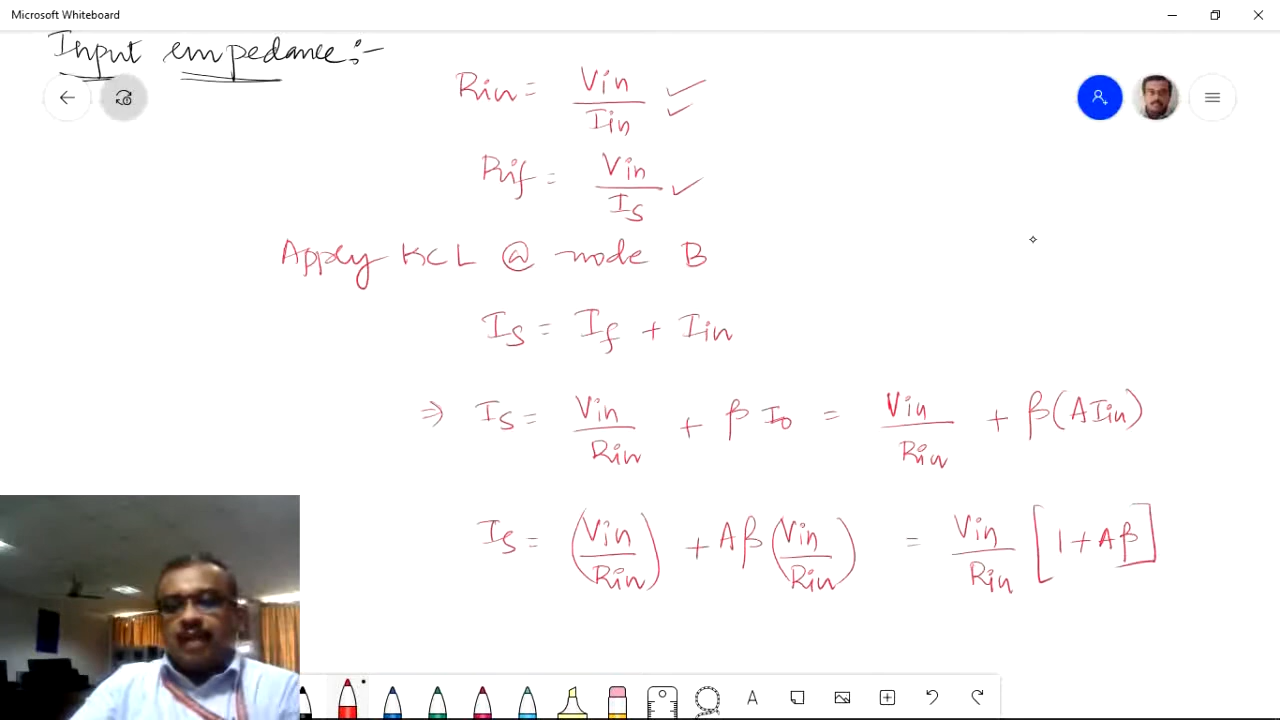 Microsoft Whiteboard
Input impedance:-
Rin = Vin / Iin
Rif = Vin / Is
Apply KCL @ node B
Is = If + Iin
⇒ Is = Vin / Rin + β Io = Vin / Rin + β(AIin)
Is = (Vin / Rin) + Aβ(Vin / Rin) = Vin / Rin [1+Aβ]
A